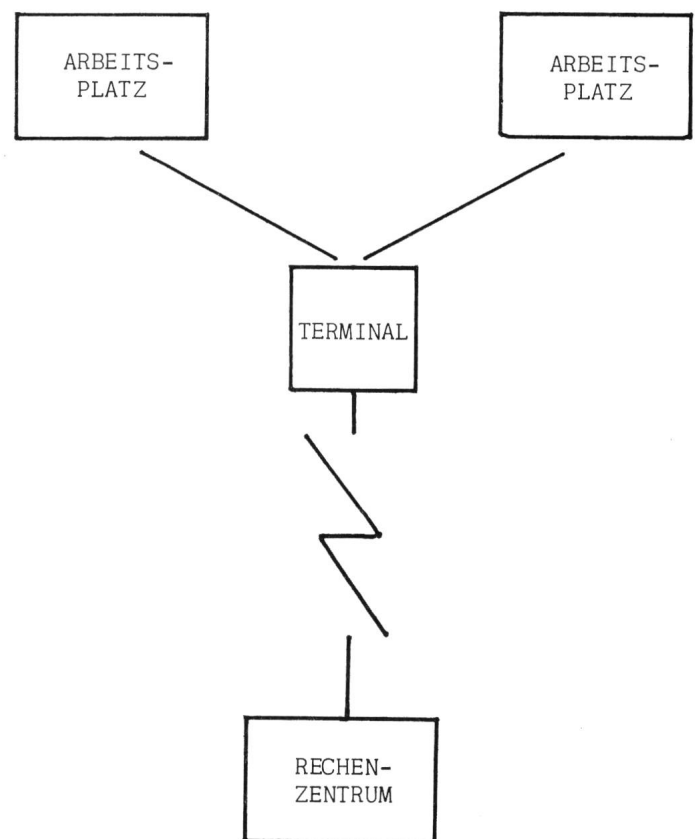 ARBEITS-
PLATZ
ARBEITS-
PLATZ
TERMINAL
RECHEN-
ZENTRUM